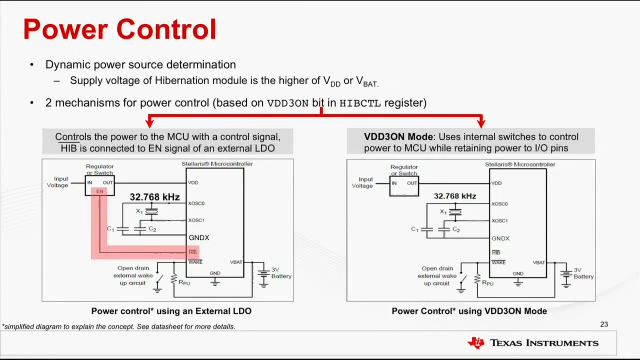 Power Control
• Dynamic power source determination
– Supply voltage of Hibernation module is the higher of VDD or VBAT.
• 2 mechanisms for power control (based on VDD3ON bit in HIBCTL register)
Controls the power to the MCU with a control signal,
HIB is connected to EN signal of an external LDO
VDD3ON Mode: Uses internal switches to control
power to MCU while retaining power to I/O pins
Regulator
or Switch
Input
Voltage
IN OUT
EN
Stellaris® Microcontroller
VDD
32.768 kHz
XOSC0
X1
XOSC1
C1
C2
GNDX
HIB
WAKE
VBAT
GND
Open drain
external wake
up circuit
RPU
3V
Battery
Power control* using an External LDO
Regulator
or Switch
Input
Voltage
IN OUT
Stellaris® Microcontroller
VDD
32.768 kHz
XOSC0
X1
XOSC1
C1
C2
GNDX
HIB
WAKE
VBAT
GND
Open drain
external wake
up circuit
RPU
3V
Battery
Power Control* using VDD3ON Mode
*simplified diagram to explain the concept. See datasheet for more details.
23
TEXAS INSTRUMENTS